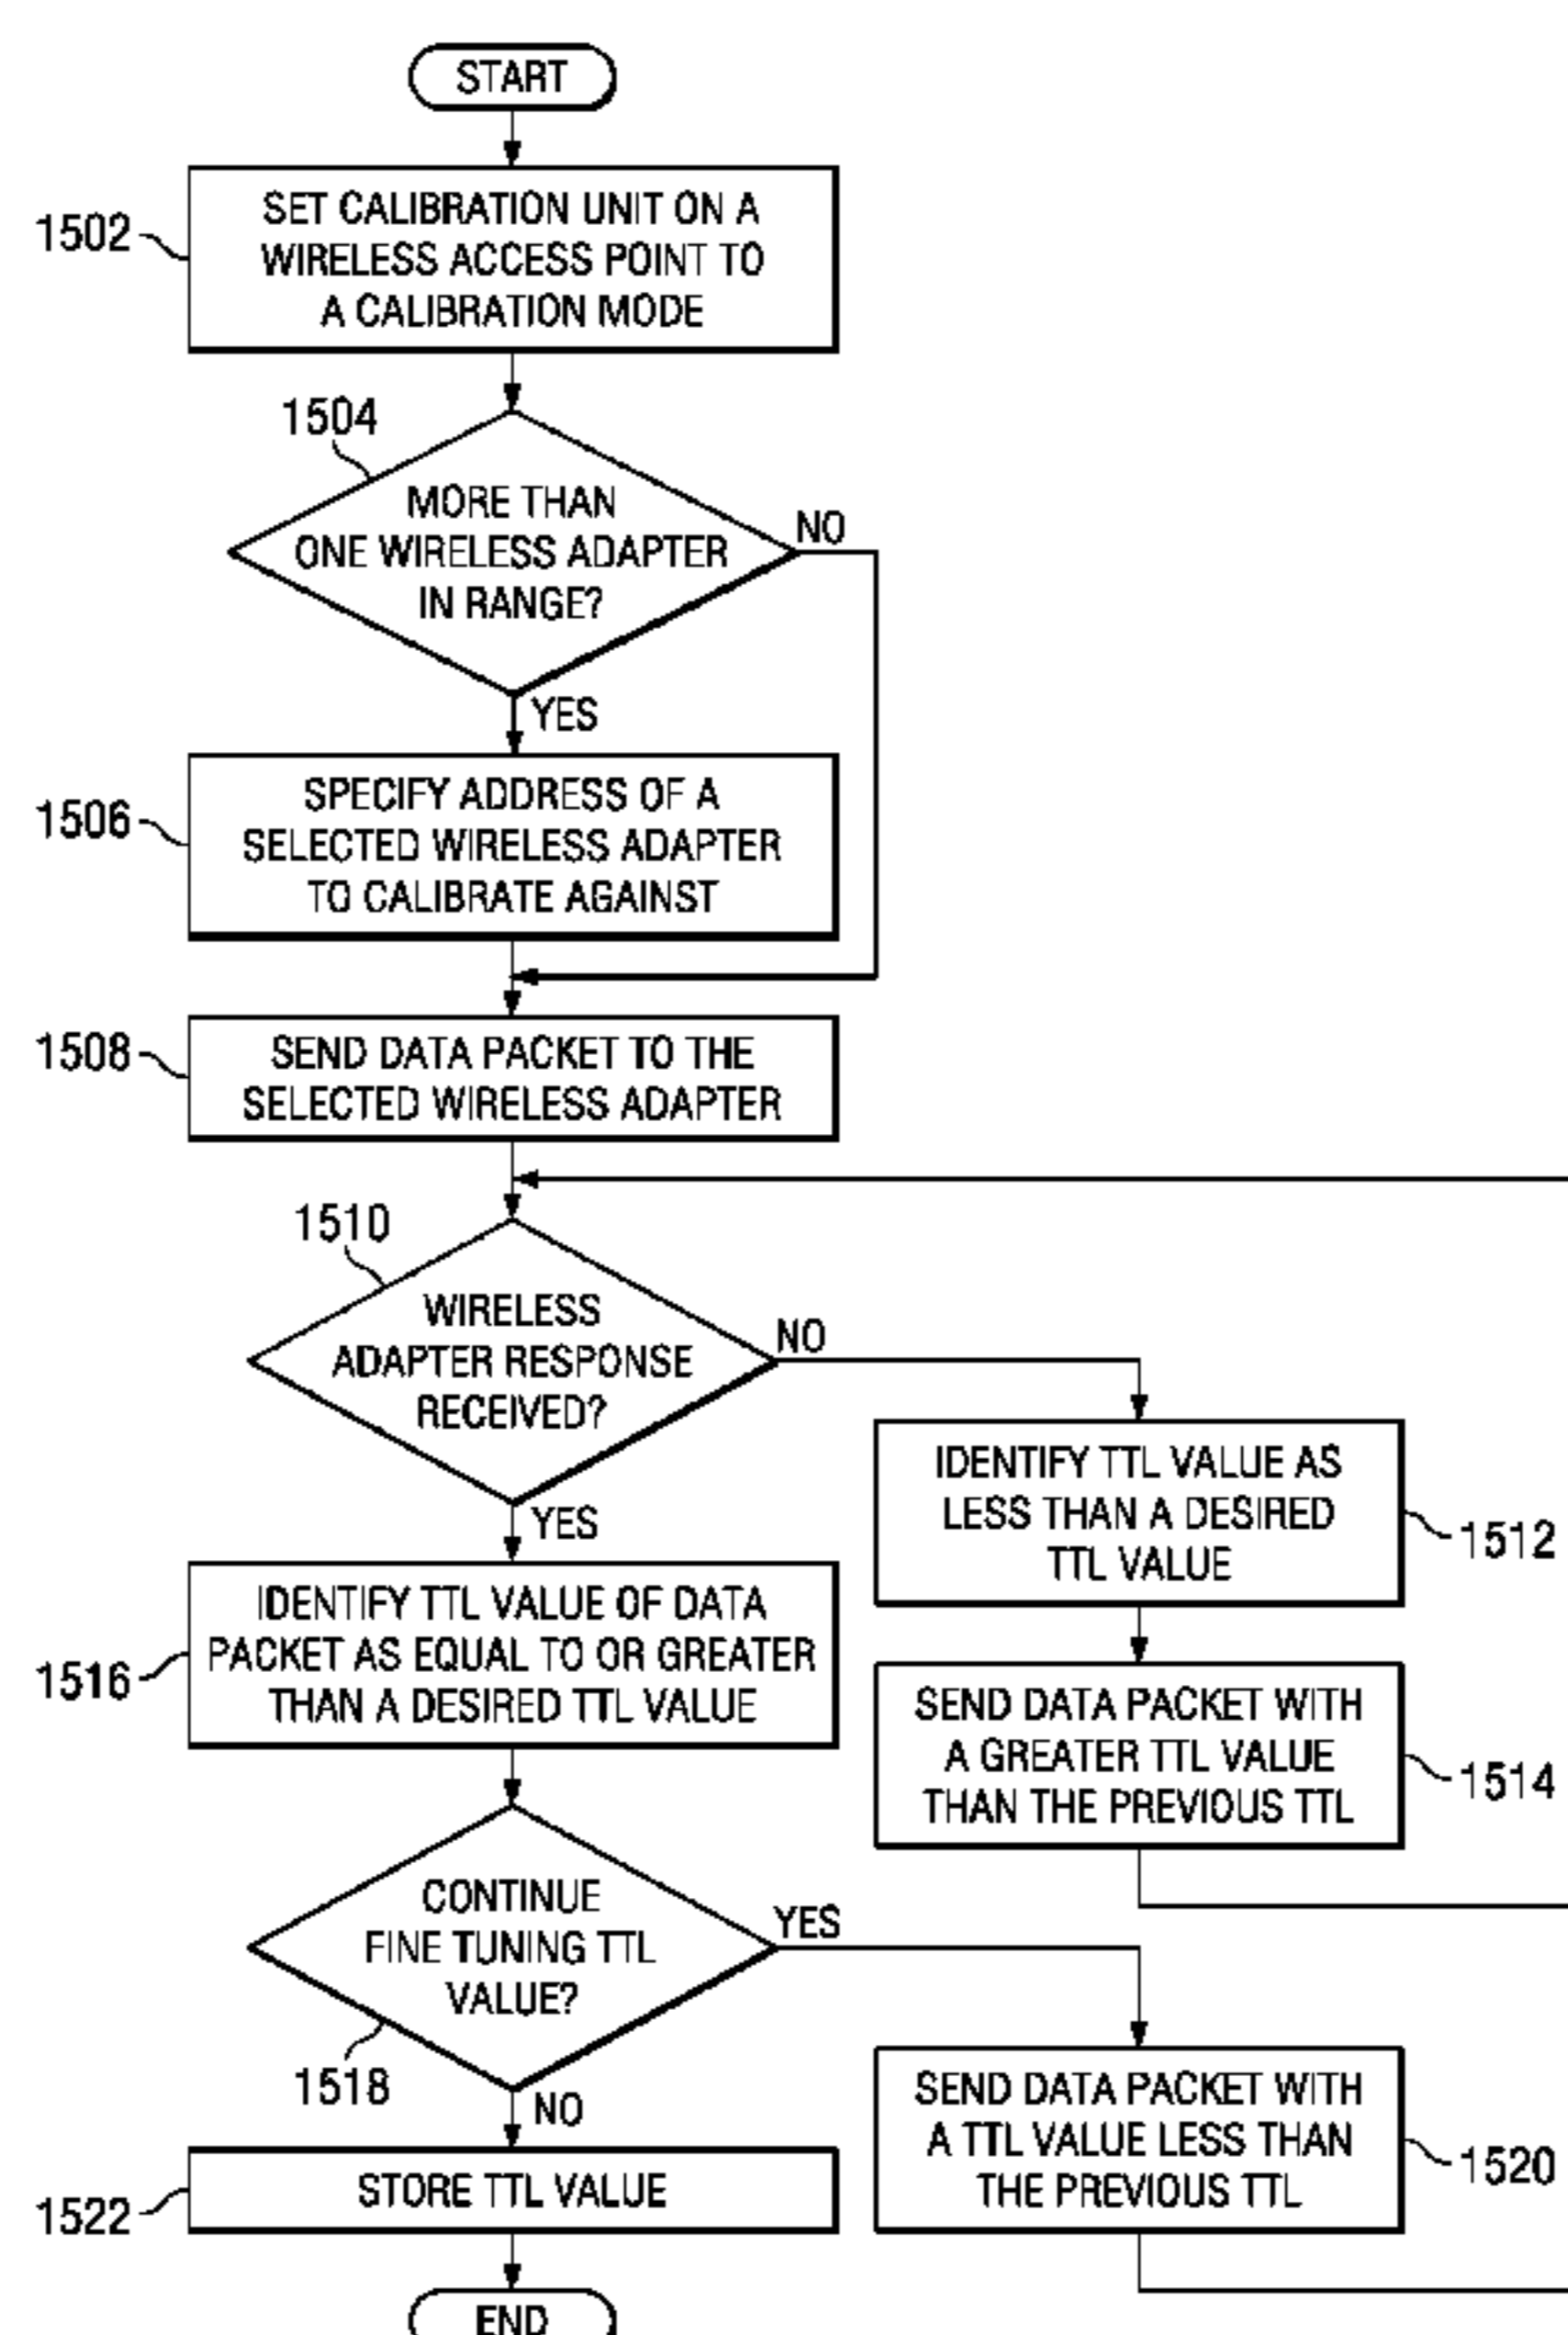 START
1502
SET CALIBRATION UNIT ON A
WIRELESS ACCESS POINT TO
A CALIBRATION MODE
1504
MORE THAN
ONE WIRELESS ADAPTER
IN RANGE?
NO
YES
1506
SPECIFY ADDRESS OF A
SELECTED WIRELESS ADAPTER
TO CALIBRATE AGAINST
1508
SEND DATA PACKET TO THE
SELECTED WIRELESS ADAPTER
1510
WIRELESS
ADAPTER RESPONSE
RECEIVED?
NO
YES
IDENTIFY TTL VALUE AS
LESS THAN A DESIRED
TTL VALUE
1512
1516
IDENTIFY TTL VALUE OF DATA
PACKET AS EQUAL TO OR GREATER
THAN A DESIRED TTL VALUE
SEND DATA PACKET WITH
A GREATER TTL VALUE
THAN THE PREVIOUS TTL
1514
CONTINUE
FINE TUNING TTL
VALUE?
YES
1518
NO
SEND DATA PACKET WITH
A TTL VALUE LESS THAN
THE PREVIOUS TTL
1520
1522
STORE TTL VALUE
END